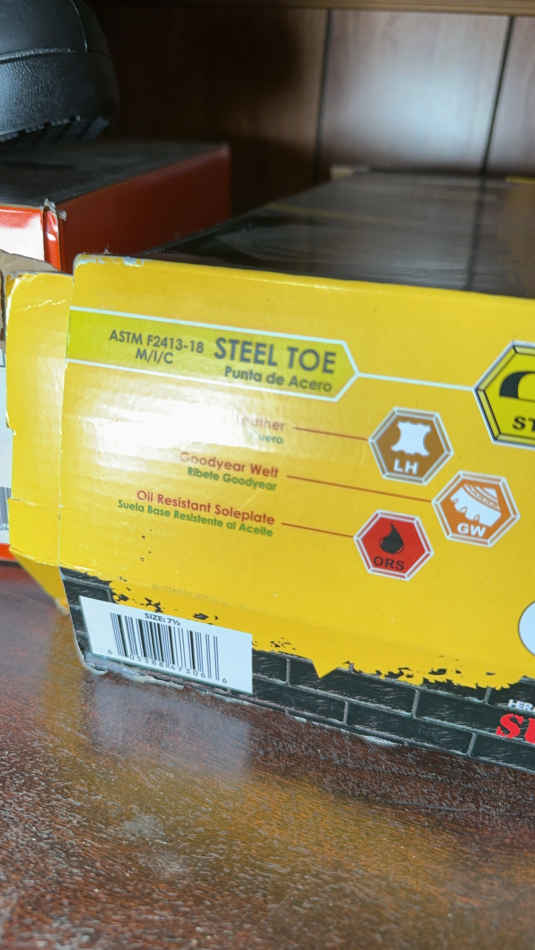 ASTM F2413-18
M/I/C
STEEL TOE
Punta de Acero
LH
Goodyear Welt
Ribete Goodyear
GW
Oil Resistant Soleplate
Suela Base Resistente al Aceite
ORS
SIZE: 7½